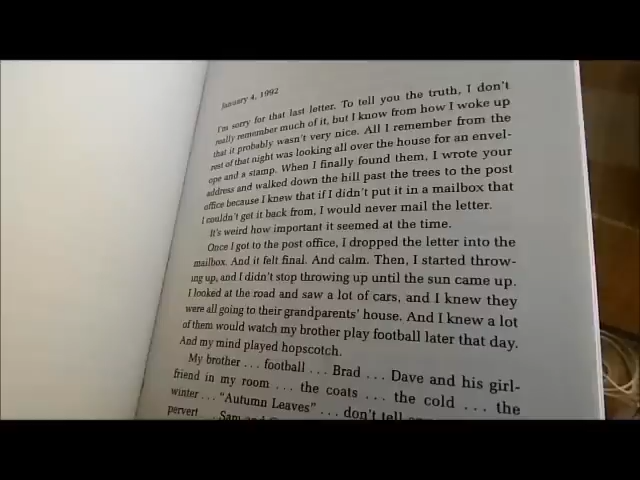 January 4, 1992
I'm sorry for that last letter. To tell you the truth, I don't
really remember much of it, but I know from how I woke up
that it probably wasn't very nice. All I remember from the
rest of that night was looking all over the house for an envel-
ope and a stamp. When I finally found them, I wrote your
address and walked down the hill past the trees to the post
office because I knew that if I didn't put it in a mailbox that
I couldn't get it back from, I would never mail the letter.
It's weird how important it seemed at the time.
Once I got to the post office, I dropped the letter into the
mailbox. And it felt final. And calm. Then, I started throw-
ing up, and I didn't stop throwing up until the sun came up.
I looked at the road and saw a lot of cars, and I knew they
were all going to their grandparents' house. And I knew a lot
of them would watch my brother play football later that day.
And my mind played hopscotch.
My brother . . . football . . . Brad . . . Dave and his girl-
friend in my room . . . the coats . . . the cold . . . the
winter . . . "Autumn Leaves" . . . don't tell
pervert . . . Sam and